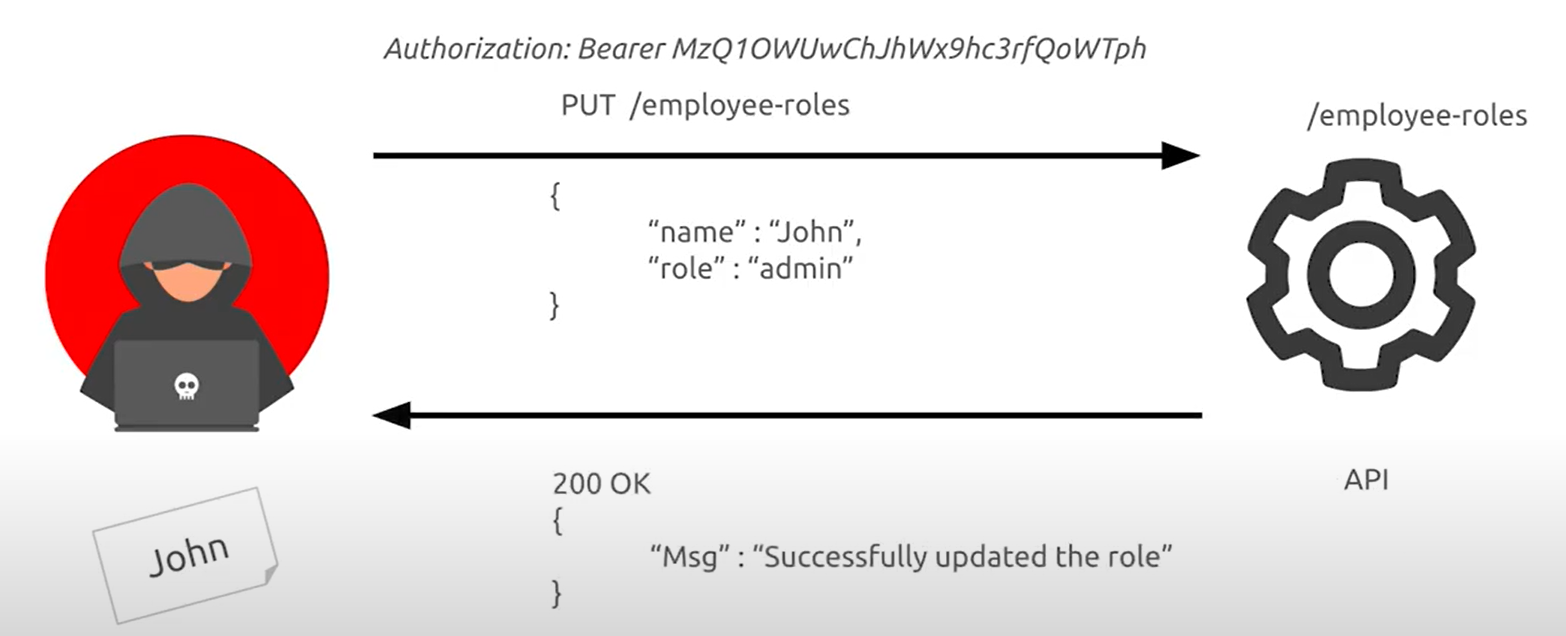 Authorization: Bearer MzQ1OWUwChJhWx9hc3rfQoWTph
PUT /employee-roles
/employee-roles
{
“name” : “John”,
“role” : “admin”
}
200 OK
{
“Msg” : “Successfully updated the role”
}
API
John